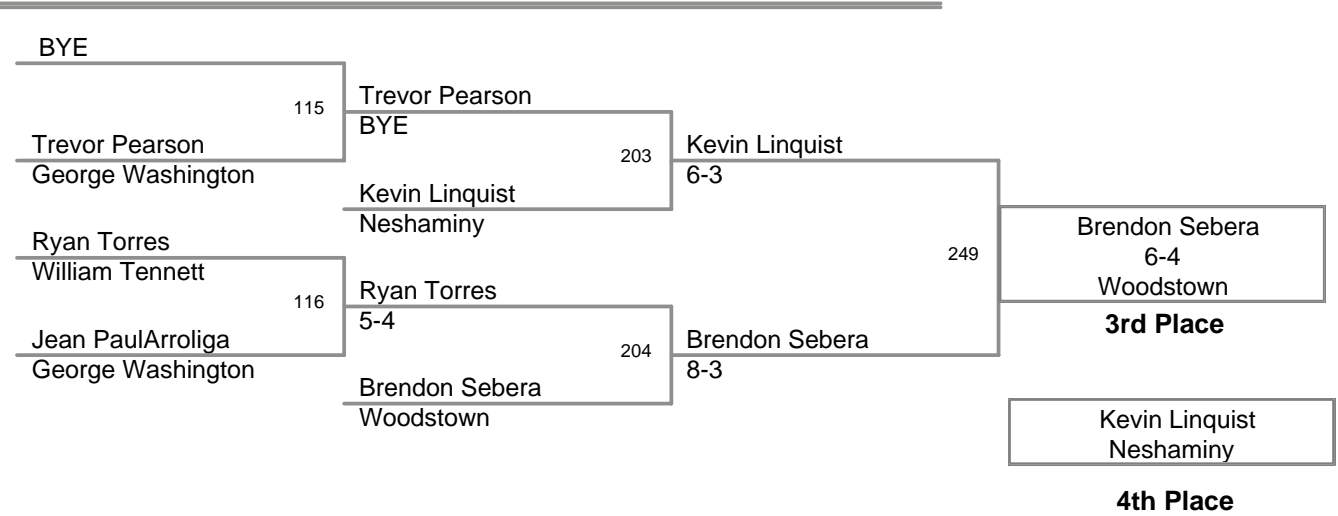 BYE
115
Trevor Pearson
George Washington
Trevor Pearson
BYE
203
Kevin Linquist
Neshaminy
Kevin Linquist
6-3
Ryan Torres
William Tennett
116
Jean PaulArroliga
George Washington
Ryan Torres
5-4
204
Brendon Sebera
Woodstown
Brendon Sebera
8-3
249
Brendon Sebera
6-4
Woodstown
3rd Place
Kevin Linquist
Neshaminy
4th Place